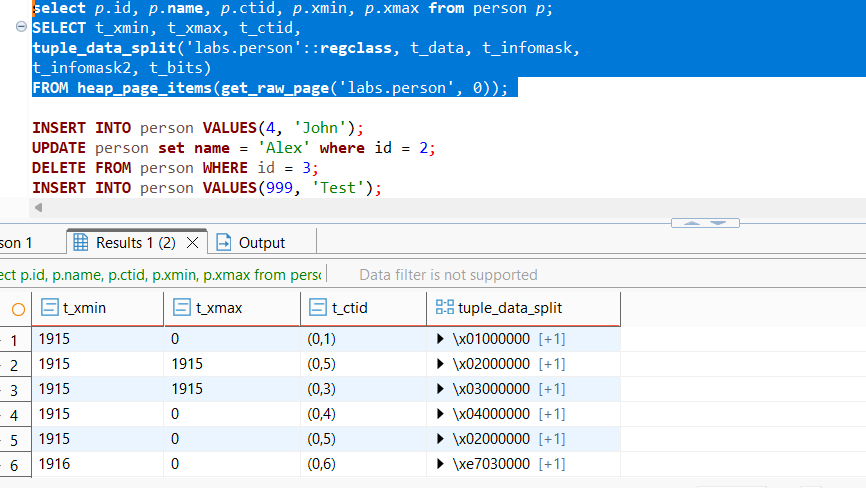 select p.id, p.name, p.ctid, p.xmin, p.xmax from person p;
SELECT t_xmin, t_xmax, t_ctid,
tuple_data_split('labs.person'::regclass, t_data, t_infomask,
t_infomask2, t_bits)
FROM heap_page_items(get_raw_page('labs.person', 0));
INSERT INTO person VALUES(4, 'John');
UPDATE person set name = 'Alex' where id = 2;
DELETE FROM person WHERE id = 3;
INSERT INTO person VALUES(999, 'Test');
son 1 Results 1 (2) Output
ect p.id, p.name, p.ctid, p.xmin, p.xmax from perso Data filter is not supported
t_xmin t_xmax t_ctid tuple_data_split
1 1915 0 (0,1) \x01000000 [+1]
2 1915 1915 (0,5) \x02000000 [+1]
3 1915 1915 (0,3) \x03000000 [+1]
4 1915 0 (0,4) \x04000000 [+1]
5 1915 0 (0,5) \x02000000 [+1]
6 1916 0 (0,6) \xe7030000 [+1]